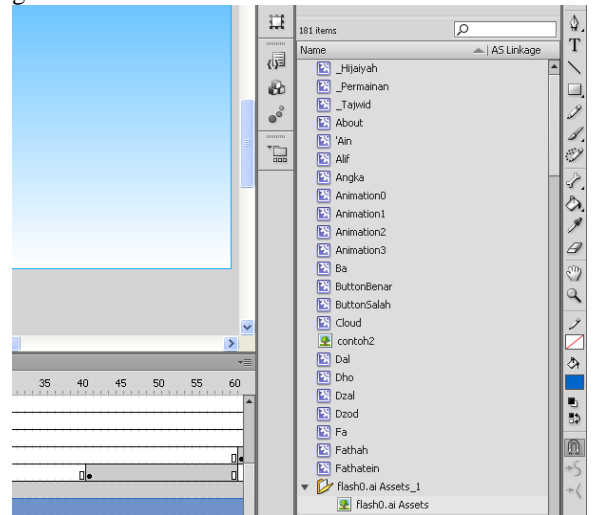 181 items
Name AS Linkage
_Hijaiyah
_Permainan
_Tajwid
About
'Ain
Alif
Angka
Animation0
Animation1
Animation2
Animation3
Ba
ButtonBenar
ButtonSalah
Cloud
contoh2
Dal
Dho
Dzal
Dzod
Fa
Fathah
Fathatein
flash0.ai Assets_1
flash0.ai Assets
35 40 45 50 55 60
T